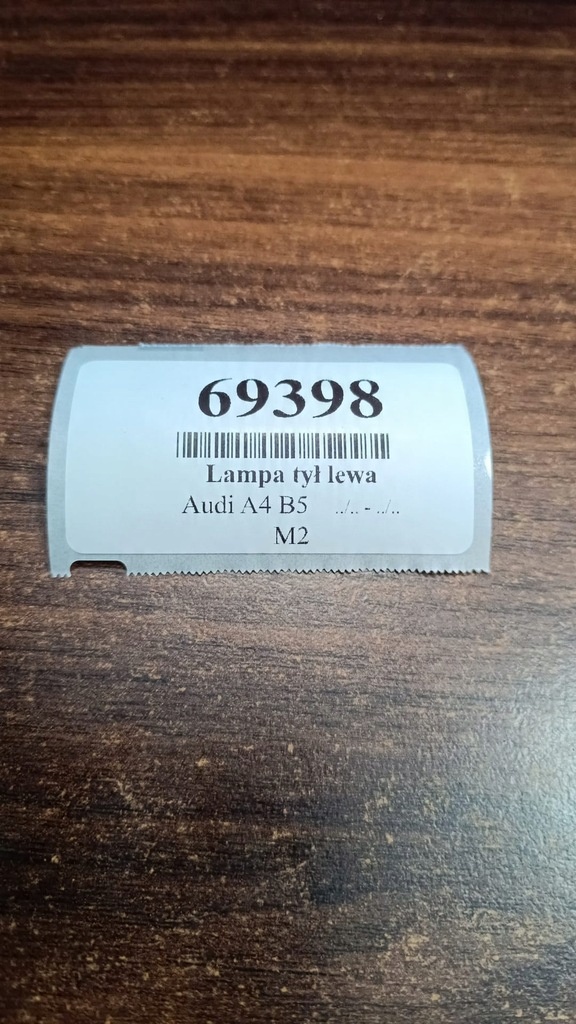 69398
Lampa tył lewa
Audi A4 B5 ../.. - ../..
M2